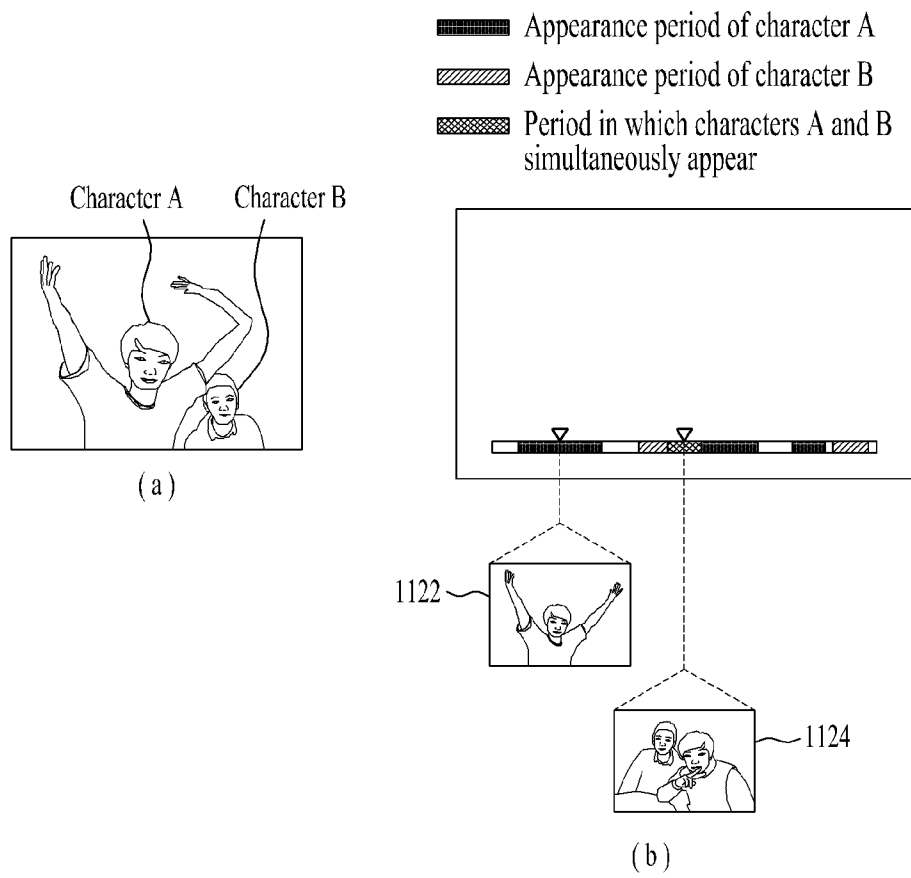 Appearance period of character A
Appearance period of character B
Period in which characters A and B
simultaneously appear
Character A
Character B
(a)
1122
1124
(b)